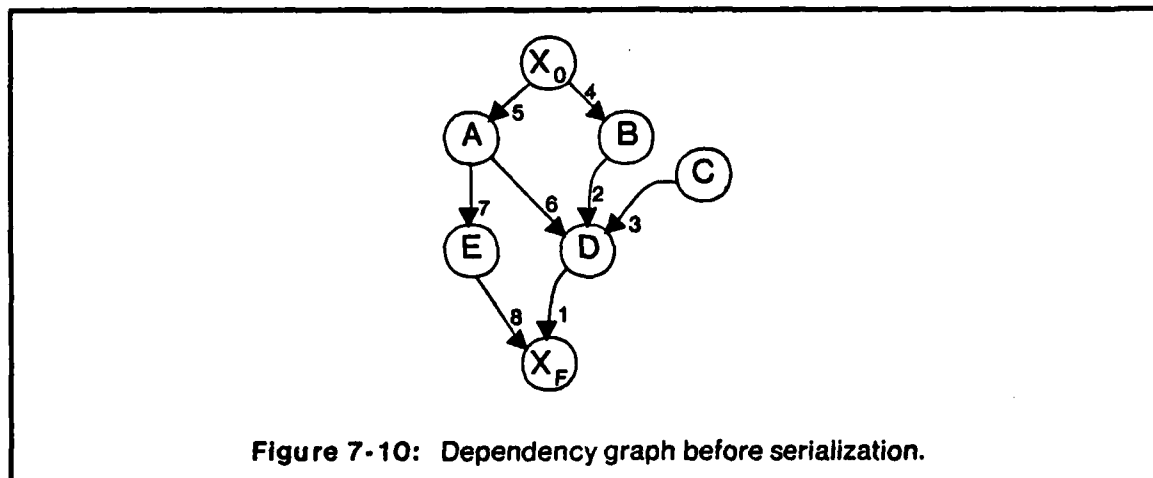 X0
5
4
A
B
C
6
2
3
7
E
D
8
1
XF
Figure 7-10: Dependency graph before serialization.